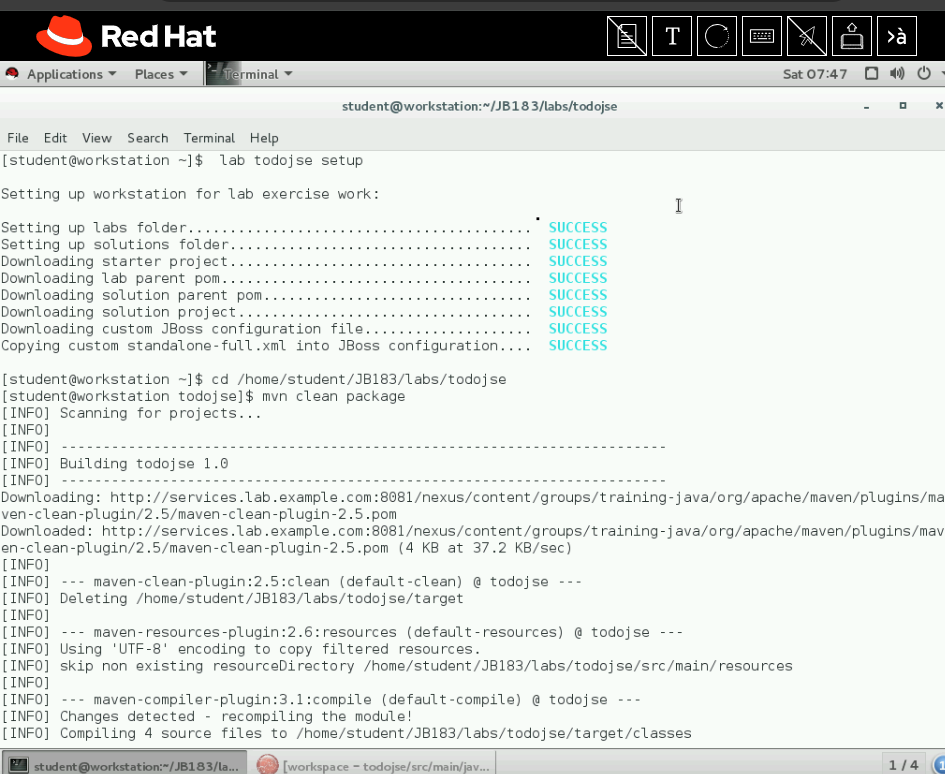 Red Hat
T
>à
Applications Places Terminal Sat 07:47
student@workstation:~/JB183/labs/todojse
File Edit View Search Terminal Help
[student@workstation ~]$  lab todojse setup
Setting up workstation for lab exercise work:
Setting up labs folder......................................... SUCCESS
Setting up solutions folder.................................... SUCCESS
Downloading starter project.................................... SUCCESS
Downloading lab parent pom..................................... SUCCESS
Downloading solution parent pom................................ SUCCESS
Downloading solution project................................... SUCCESS
Downloading custom JBoss configuration file.................... SUCCESS
Copying custom standalone-full.xml into JBoss configuration.... SUCCESS
[student@workstation ~]$ cd /home/student/JB183/labs/todojse
[student@workstation todojse]$ mvn clean package
[INFO] Scanning for projects...
[INFO]
[INFO] ------------------------------------------------------------------------
[INFO] Building todojse 1.0
[INFO] ------------------------------------------------------------------------
Downloading: http://services.lab.example.com:8081/nexus/content/groups/training-java/org/apache/maven/plugins/ma
ven-clean-plugin/2.5/maven-clean-plugin-2.5.pom
Downloaded: http://services.lab.example.com:8081/nexus/content/groups/training-java/org/apache/maven/plugins/mav
en-clean-plugin/2.5/maven-clean-plugin-2.5.pom (4 KB at 37.2 KB/sec)
[INFO]
[INFO] --- maven-clean-plugin:2.5:clean (default-clean) @ todojse ---
[INFO] Deleting /home/student/JB183/labs/todojse/target
[INFO]
[INFO] --- maven-resources-plugin:2.6:resources (default-resources) @ todojse ---
[INFO] Using 'UTF-8' encoding to copy filtered resources.
[INFO] skip non existing resourceDirectory /home/student/JB183/labs/todojse/src/main/resources
[INFO]
[INFO] --- maven-compiler-plugin:3.1:compile (default-compile) @ todojse ---
[INFO] Changes detected - recompiling the module!
[INFO] Compiling 4 source files to /home/student/JB183/labs/todojse/target/classes
student@workstation:~/JB183/la... [workspace - todojse/src/main/jav... 1 / 4